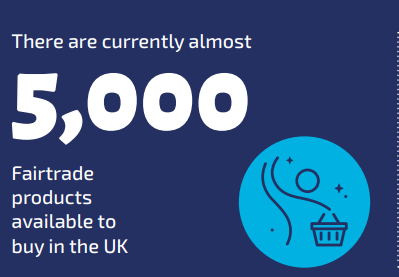 There are currently almost
5,000
Fairtrade
products
available to
buy in the UK